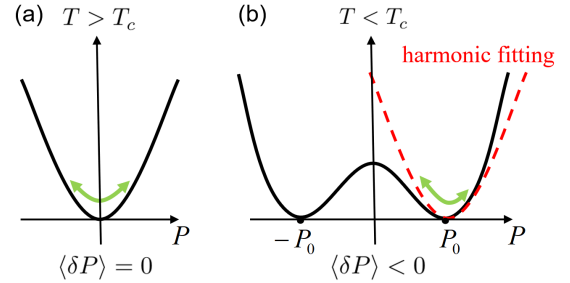 (a)
T > T_c
P
⟨δP⟩ = 0
(b)
T < T_c
harmonic fitting
− P_0
P_0
P
⟨δP⟩ < 0